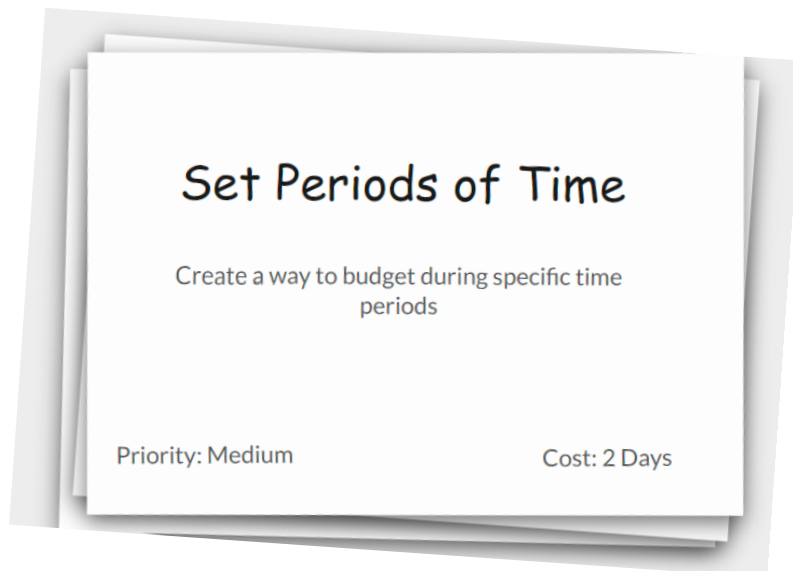 Set Periods of Time
Create a way to budget during specific time
periods
Priority: Medium
Cost: 2 Days